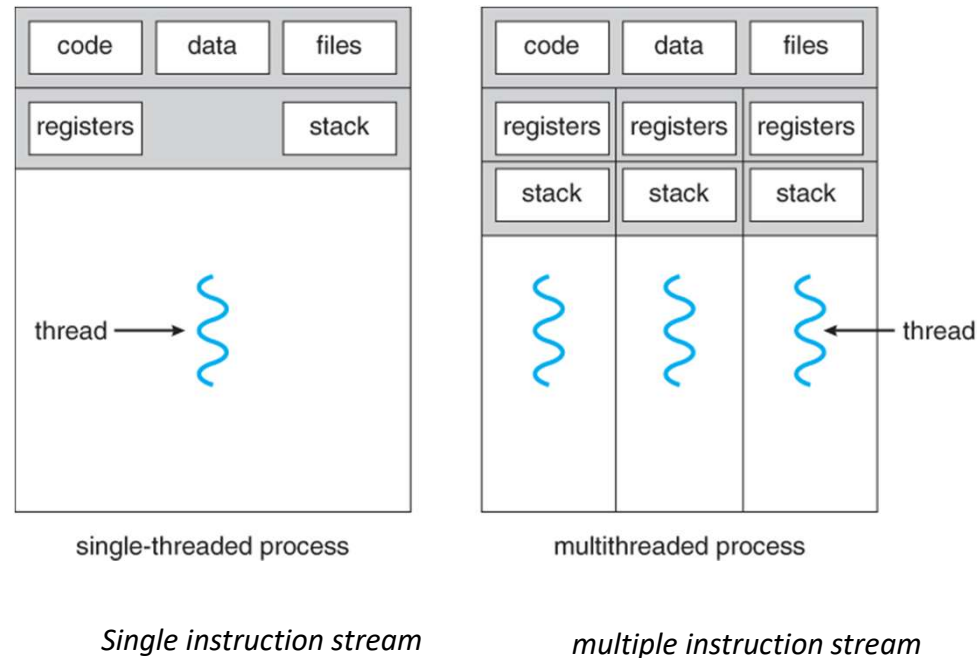 code data files code data files
registers stack registers registers registers
stack stack stack
thread thread
single-threaded process multithreaded process
Single instruction stream multiple instruction stream